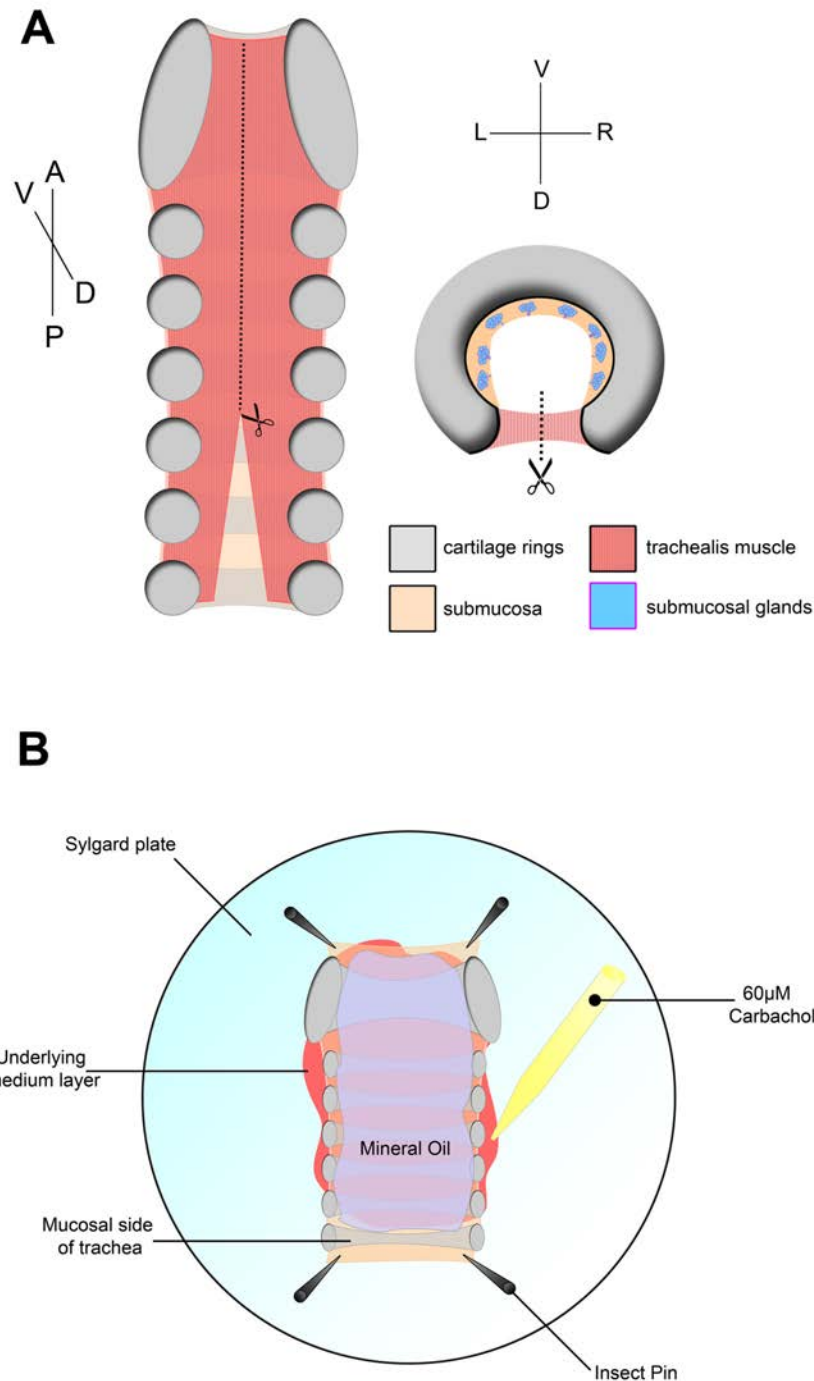 A
V
L
R
D
A
V
D
P
cartilage rings
trachealis muscle
submucosa
submucosal glands
B
Sylgard plate
60µM
Carbachol
Underlying
medium layer
Mineral Oil
Mucosal side
of trachea
Insect Pin